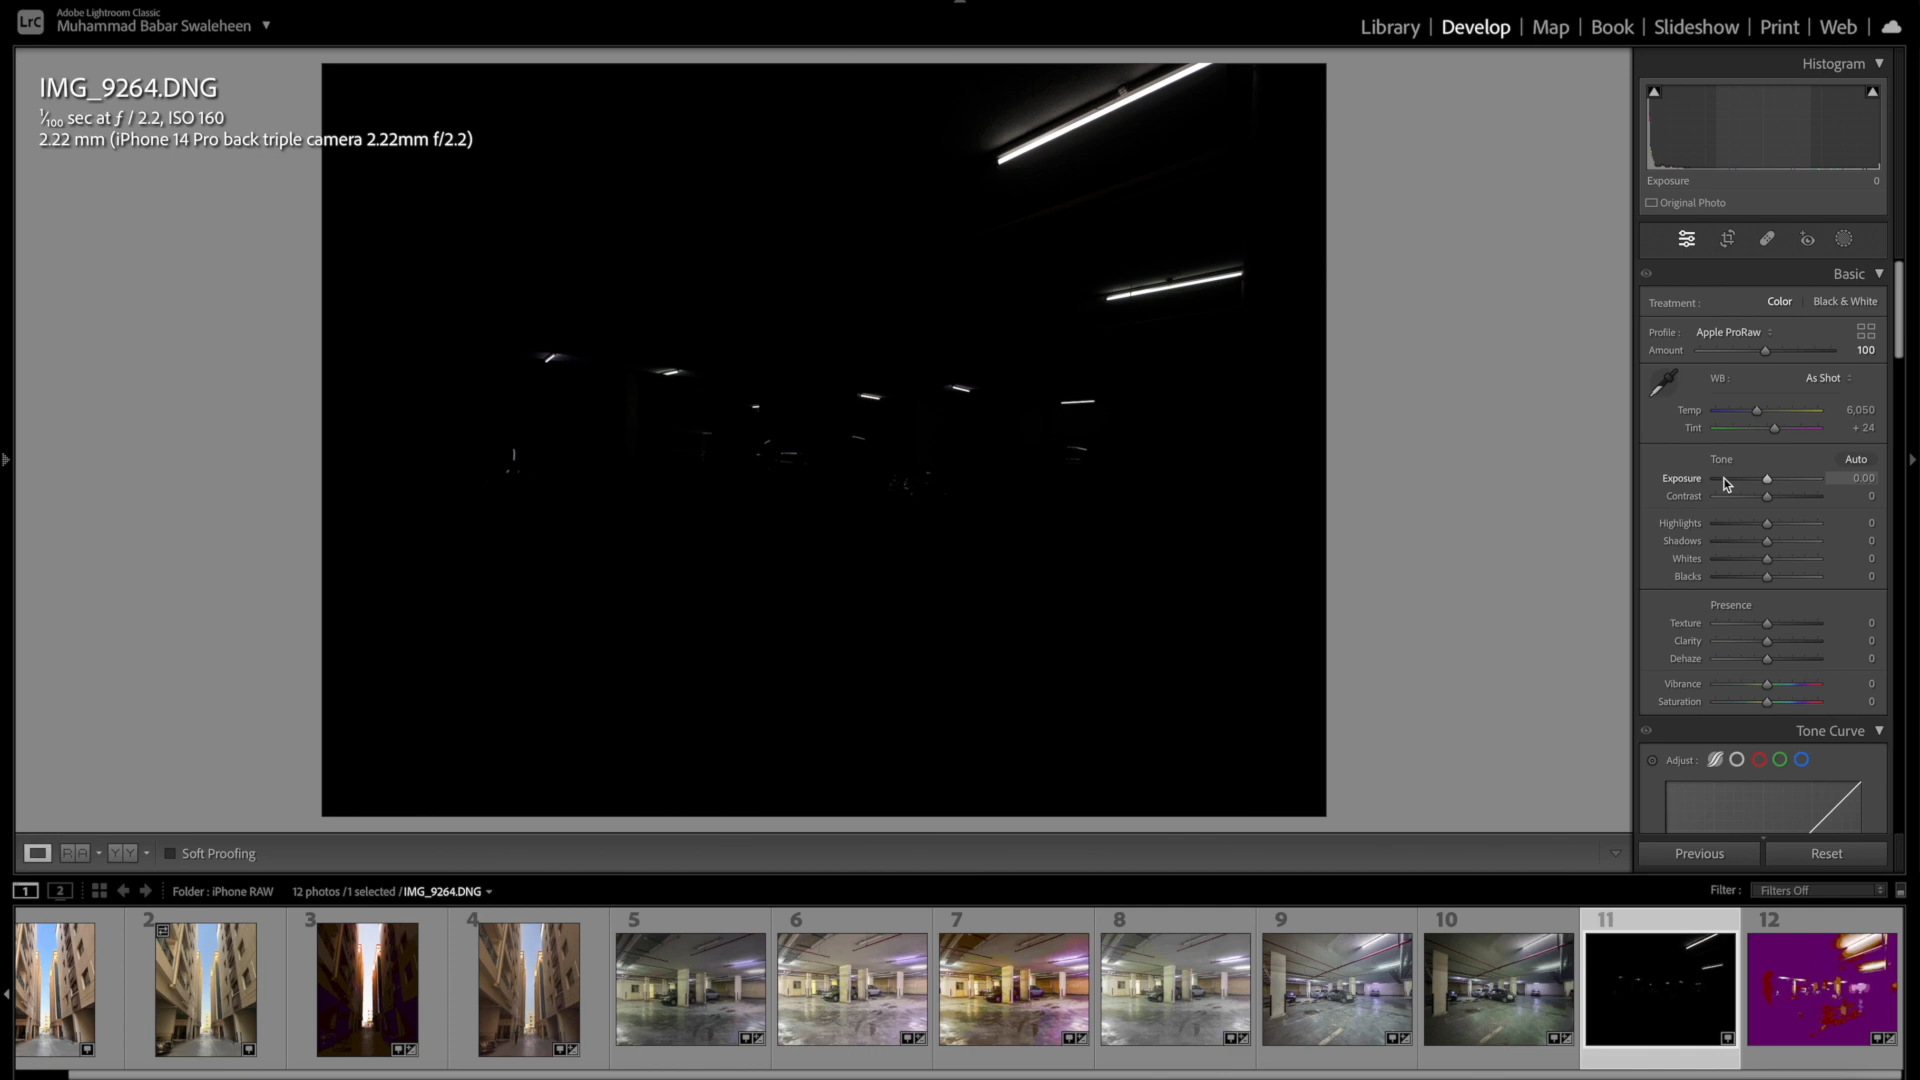 LrC
Adobe Lightroom Classic
Muhammad Babar Swaleheen
Library | Develop | Map | Book | Slideshow | Print | Web
IMG_9264.DNG
1/100 sec at ƒ / 2.2, ISO 160
2.22 mm (iPhone 14 Pro back triple camera 2.22mm f/2.2)
Histogram
Exposure 0
Original Photo
Basic
Treatment : Color Black & White
Profile : Apple ProRaw
Amount 100
WB : As Shot
Temp 6,050
Tint + 24
Tone Auto
Exposure 0.00
Contrast 0
Highlights 0
Shadows 0
Whites 0
Blacks 0
Presence
Texture 0
Clarity 0
Dehaze 0
Vibrance 0
Saturation 0
Tone Curve
Adjust :
Previous Reset
R A Y Y Soft Proofing
1 2 Folder : iPhone RAW 12 photos / 1 selected / IMG_9264.DNG
Filter : Filters Off
2 3 4 5 6 7 8 9 10 11 12